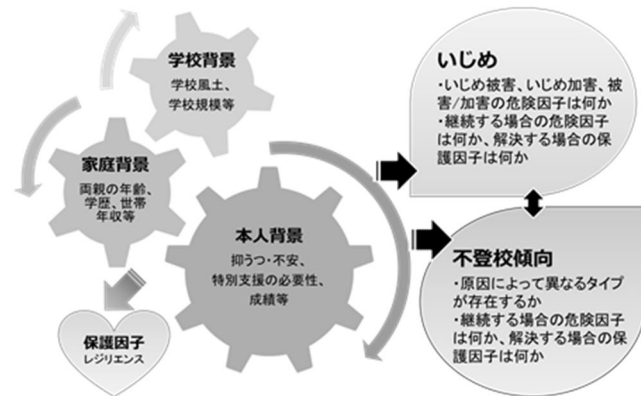 学校背景
学校風土、
学校規模等
家庭背景
両親の年齢、
学歴、世帯
年収等
本人背景
抑うつ・不安、
特別支援の必要性、
成績等
保護因子
レジリエンス
いじめ
・いじめ被害、いじめ加害、被
害/加害の危険因子は何か
・継続する場合の危険因子
は何か、解決する場合の保
護因子は何か
不登校傾向
・原因によって異なるタイプ
が存在するか
・継続する場合の危険因子
は何か、解決する場合の保
護因子は何か